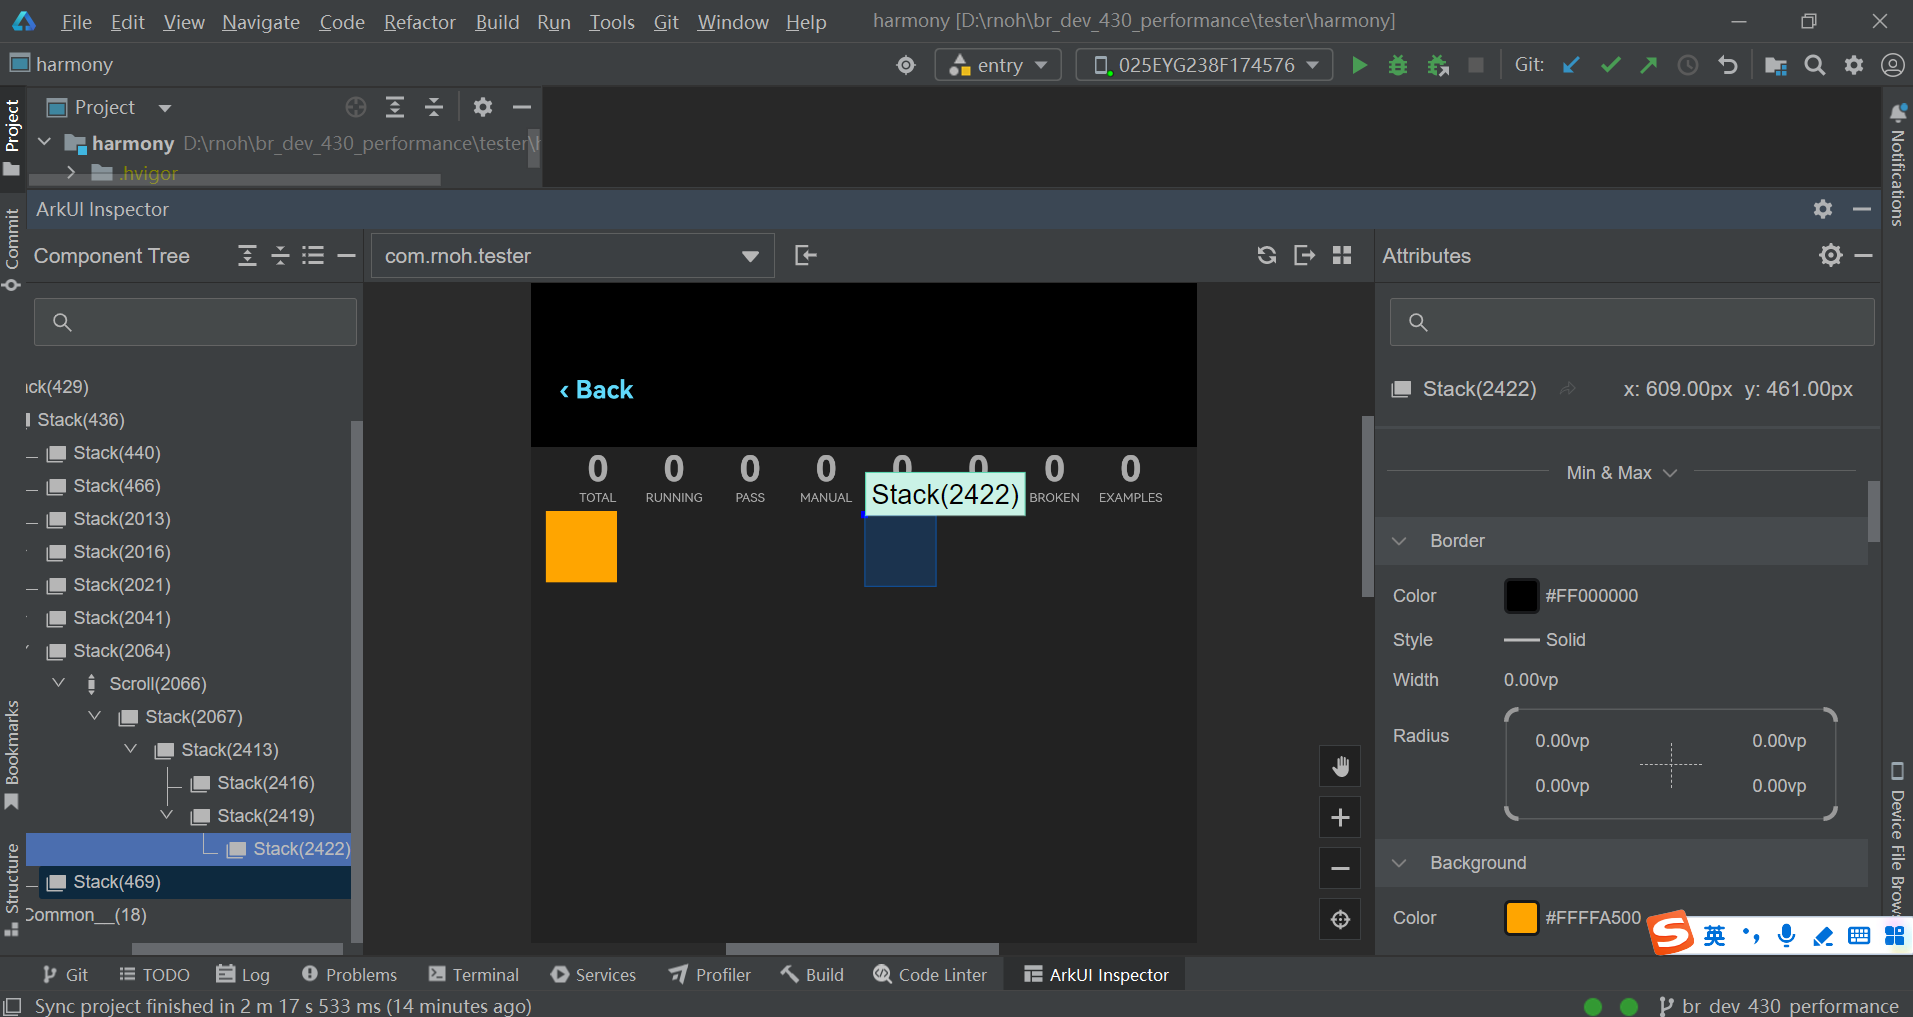 File Edit View Navigate Code Refactor Build Run Tools Git Window Help harmony [D:\rnoh\br_dev_430_performance\tester\harmony]
harmony entry 025EYG238F174576 Git:
Project
harmony D:\rnoh\br_dev_430_performance\tester\h
.hvigor
ArkUI Inspector
Component Tree com.rnoh.tester Attributes
ck(429)
Stack(436)
Stack(440)
Stack(466)
Stack(2013)
Stack(2016)
Stack(2021)
Stack(2041)
Stack(2064)
Scroll(2066)
Stack(2067)
Stack(2413)
Stack(2416)
Stack(2419)
Stack(2422)
Stack(469)
Common__(18)
‹ Back
0 0 0 0 0 0 0 0
TOTAL RUNNING PASS MANUAL BROKEN EXAMPLES
Stack(2422)
Stack(2422) x: 609.00px y: 461.00px
Min & Max
Border
Color #FF000000
Style Solid
Width 0.00vp
Radius
0.00vp 0.00vp
0.00vp 0.00vp
Background
Color #FFFFA500
S 英
Project
Commit
Bookmarks
Structure
Notifications
Device File Brows
Git TODO Log Problems Terminal Services Profiler Build Code Linter ArkUI Inspector
Sync project finished in 2 m 17 s 533 ms (14 minutes ago) br_dev_430_performance